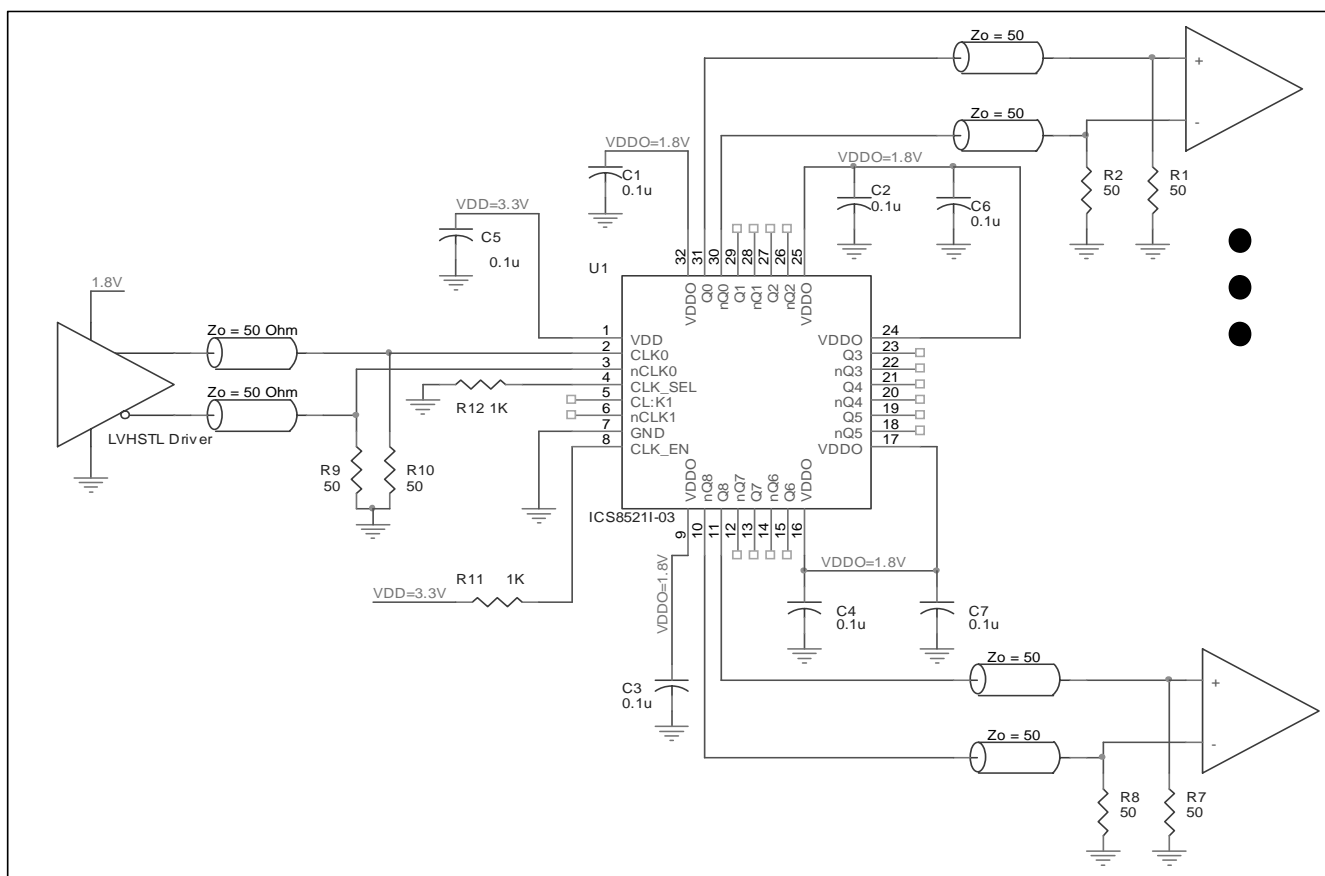 Zo = 50
+
-
Zo = 50
R2
50
R1
50
VDDO=1.8V
C1
0.1u
VDDO=1.8V
C2
0.1u
C6
0.1u
VDD=3.3V
C5
0.1u
1.8V
Zo = 50 Ohm
Zo = 50 Ohm
LVHSTL Driver
R9
50
R10
50
R12 1K
R11 1K
VDD=3.3V
U1
ICS8521I-03
32
31
30
29
28
27
26
25
VDDO
Q0
nQ0
Q1
nQ1
Q2
nQ2
VDDO
1 VDD
2 CLK0
3 nCLK0
4 CLK_SEL
5 CL:K1
6 nCLK1
7 GND
8 CLK_EN
VDDO 24
Q3 23
nQ3 22
Q4 21
nQ4 20
Q5 19
nQ5 18
VDDO 17
VDDO
nQ8
Q8
nQ7
Q7
nQ6
Q6
VDDO
9
10
11
12
13
14
15
16
VDDO=1.8V
C3
0.1u
VDDO=1.8V
C4
0.1u
C7
0.1u
Zo = 50
+
-
Zo = 50
R8
50
R7
50